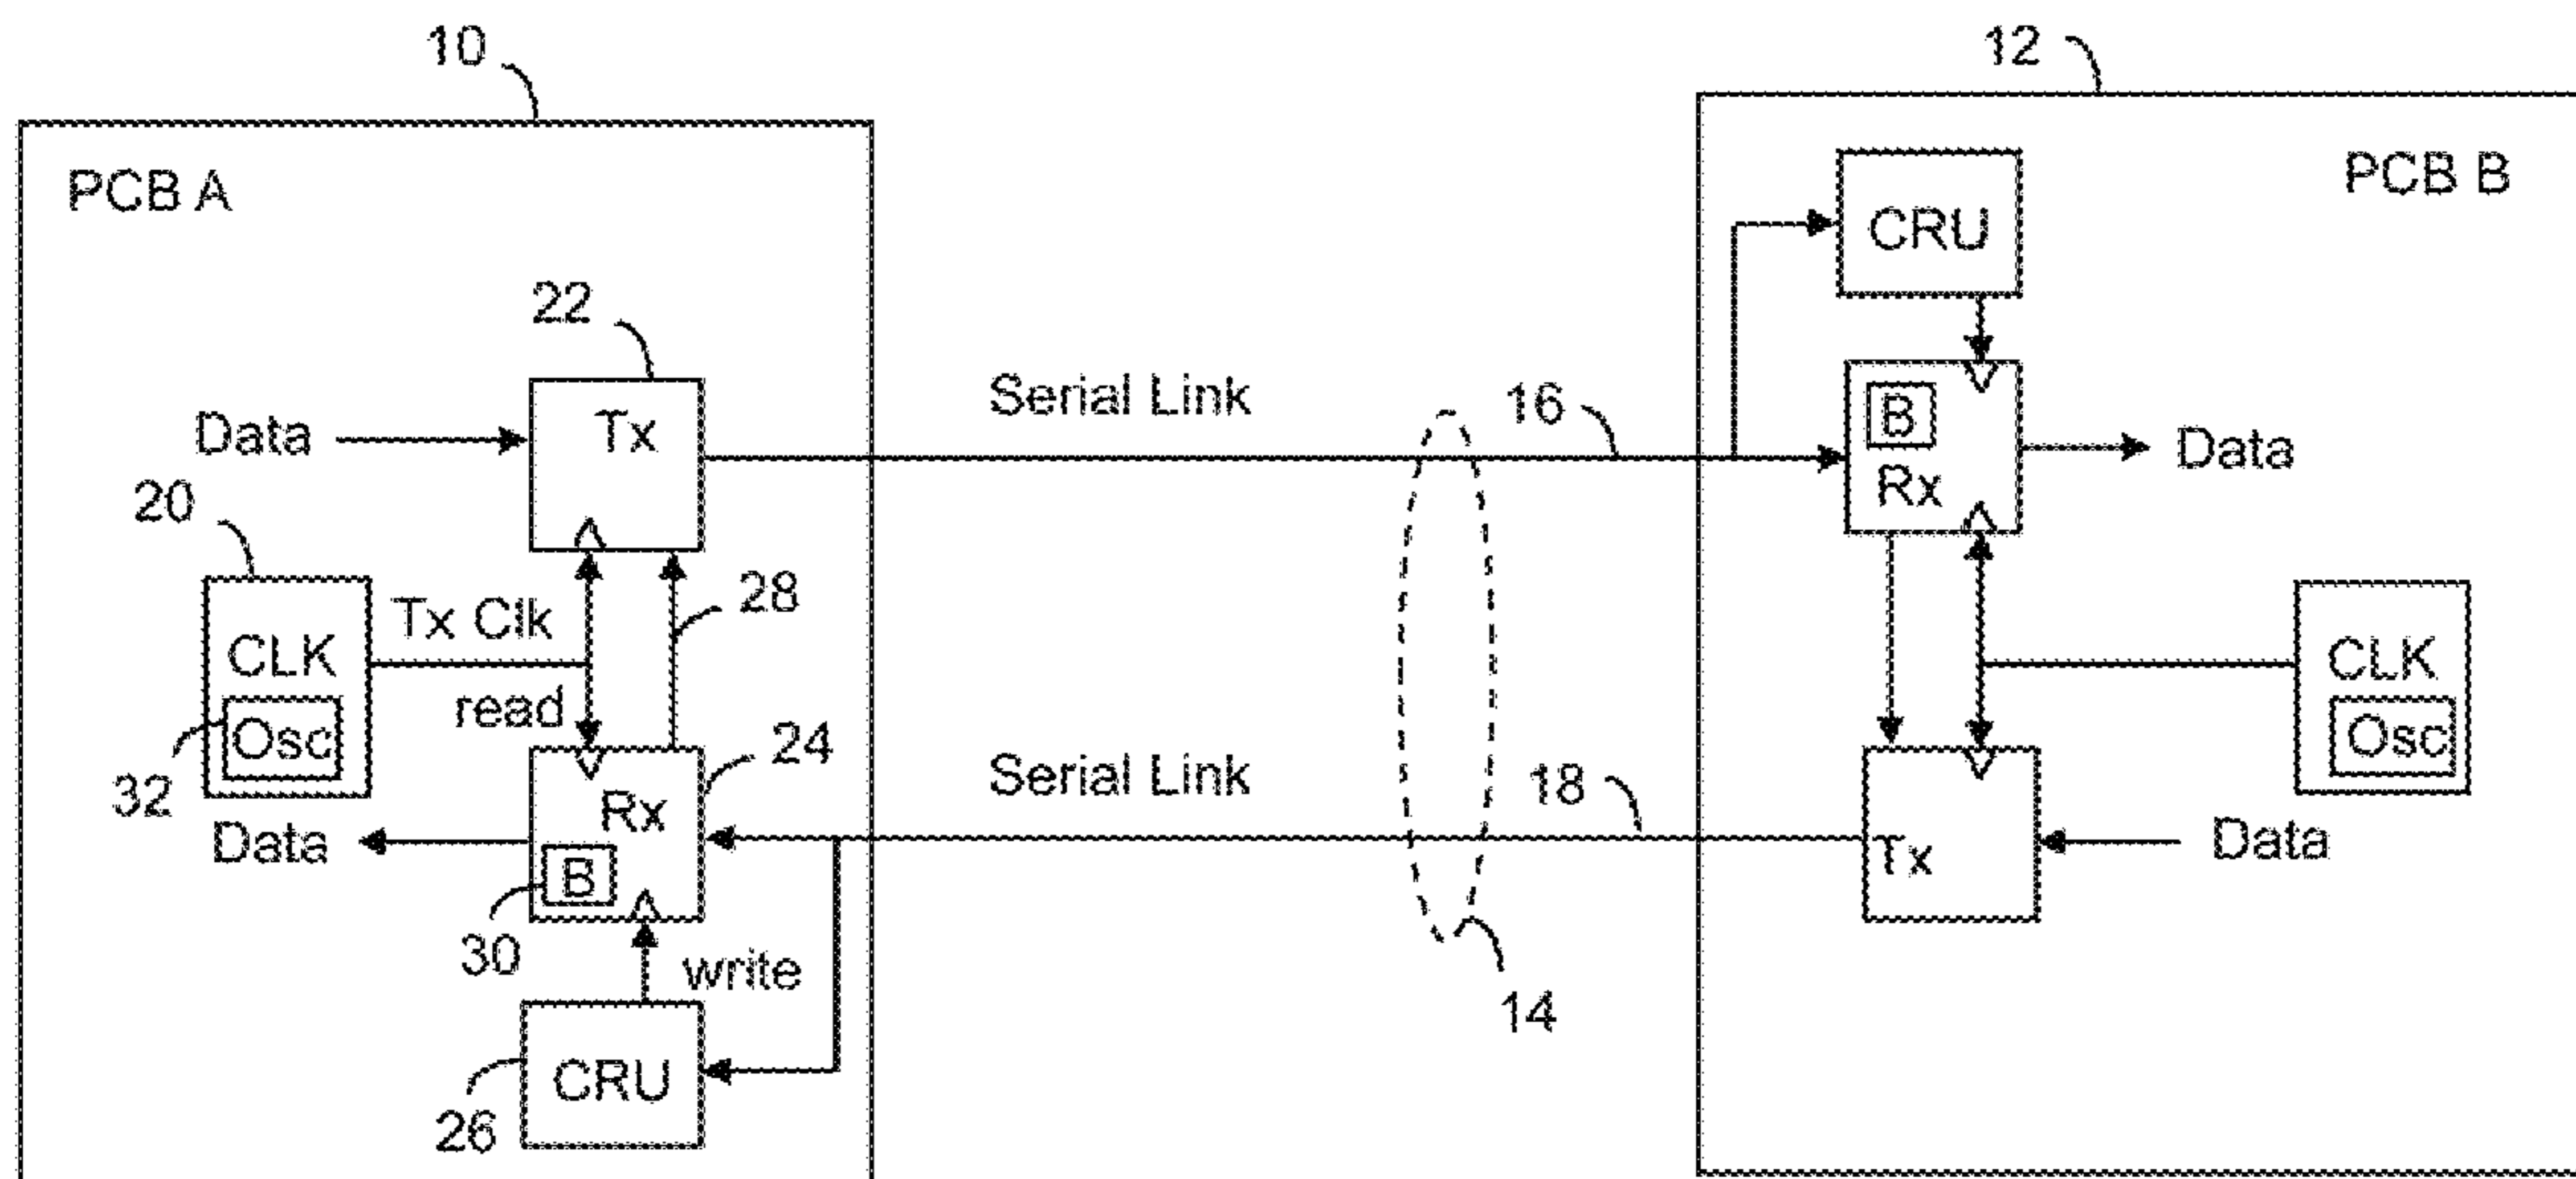 10
12
PCB A
PCB B
CRU
22
Tx
Serial Link
16
B
Rx
Data
Data
20
CLK
Osc
Tx Clk
28
read
32
24
CLK
Osc
Rx
B
Data
Serial Link
18
Tx
Data
30
write
14
CRU
26